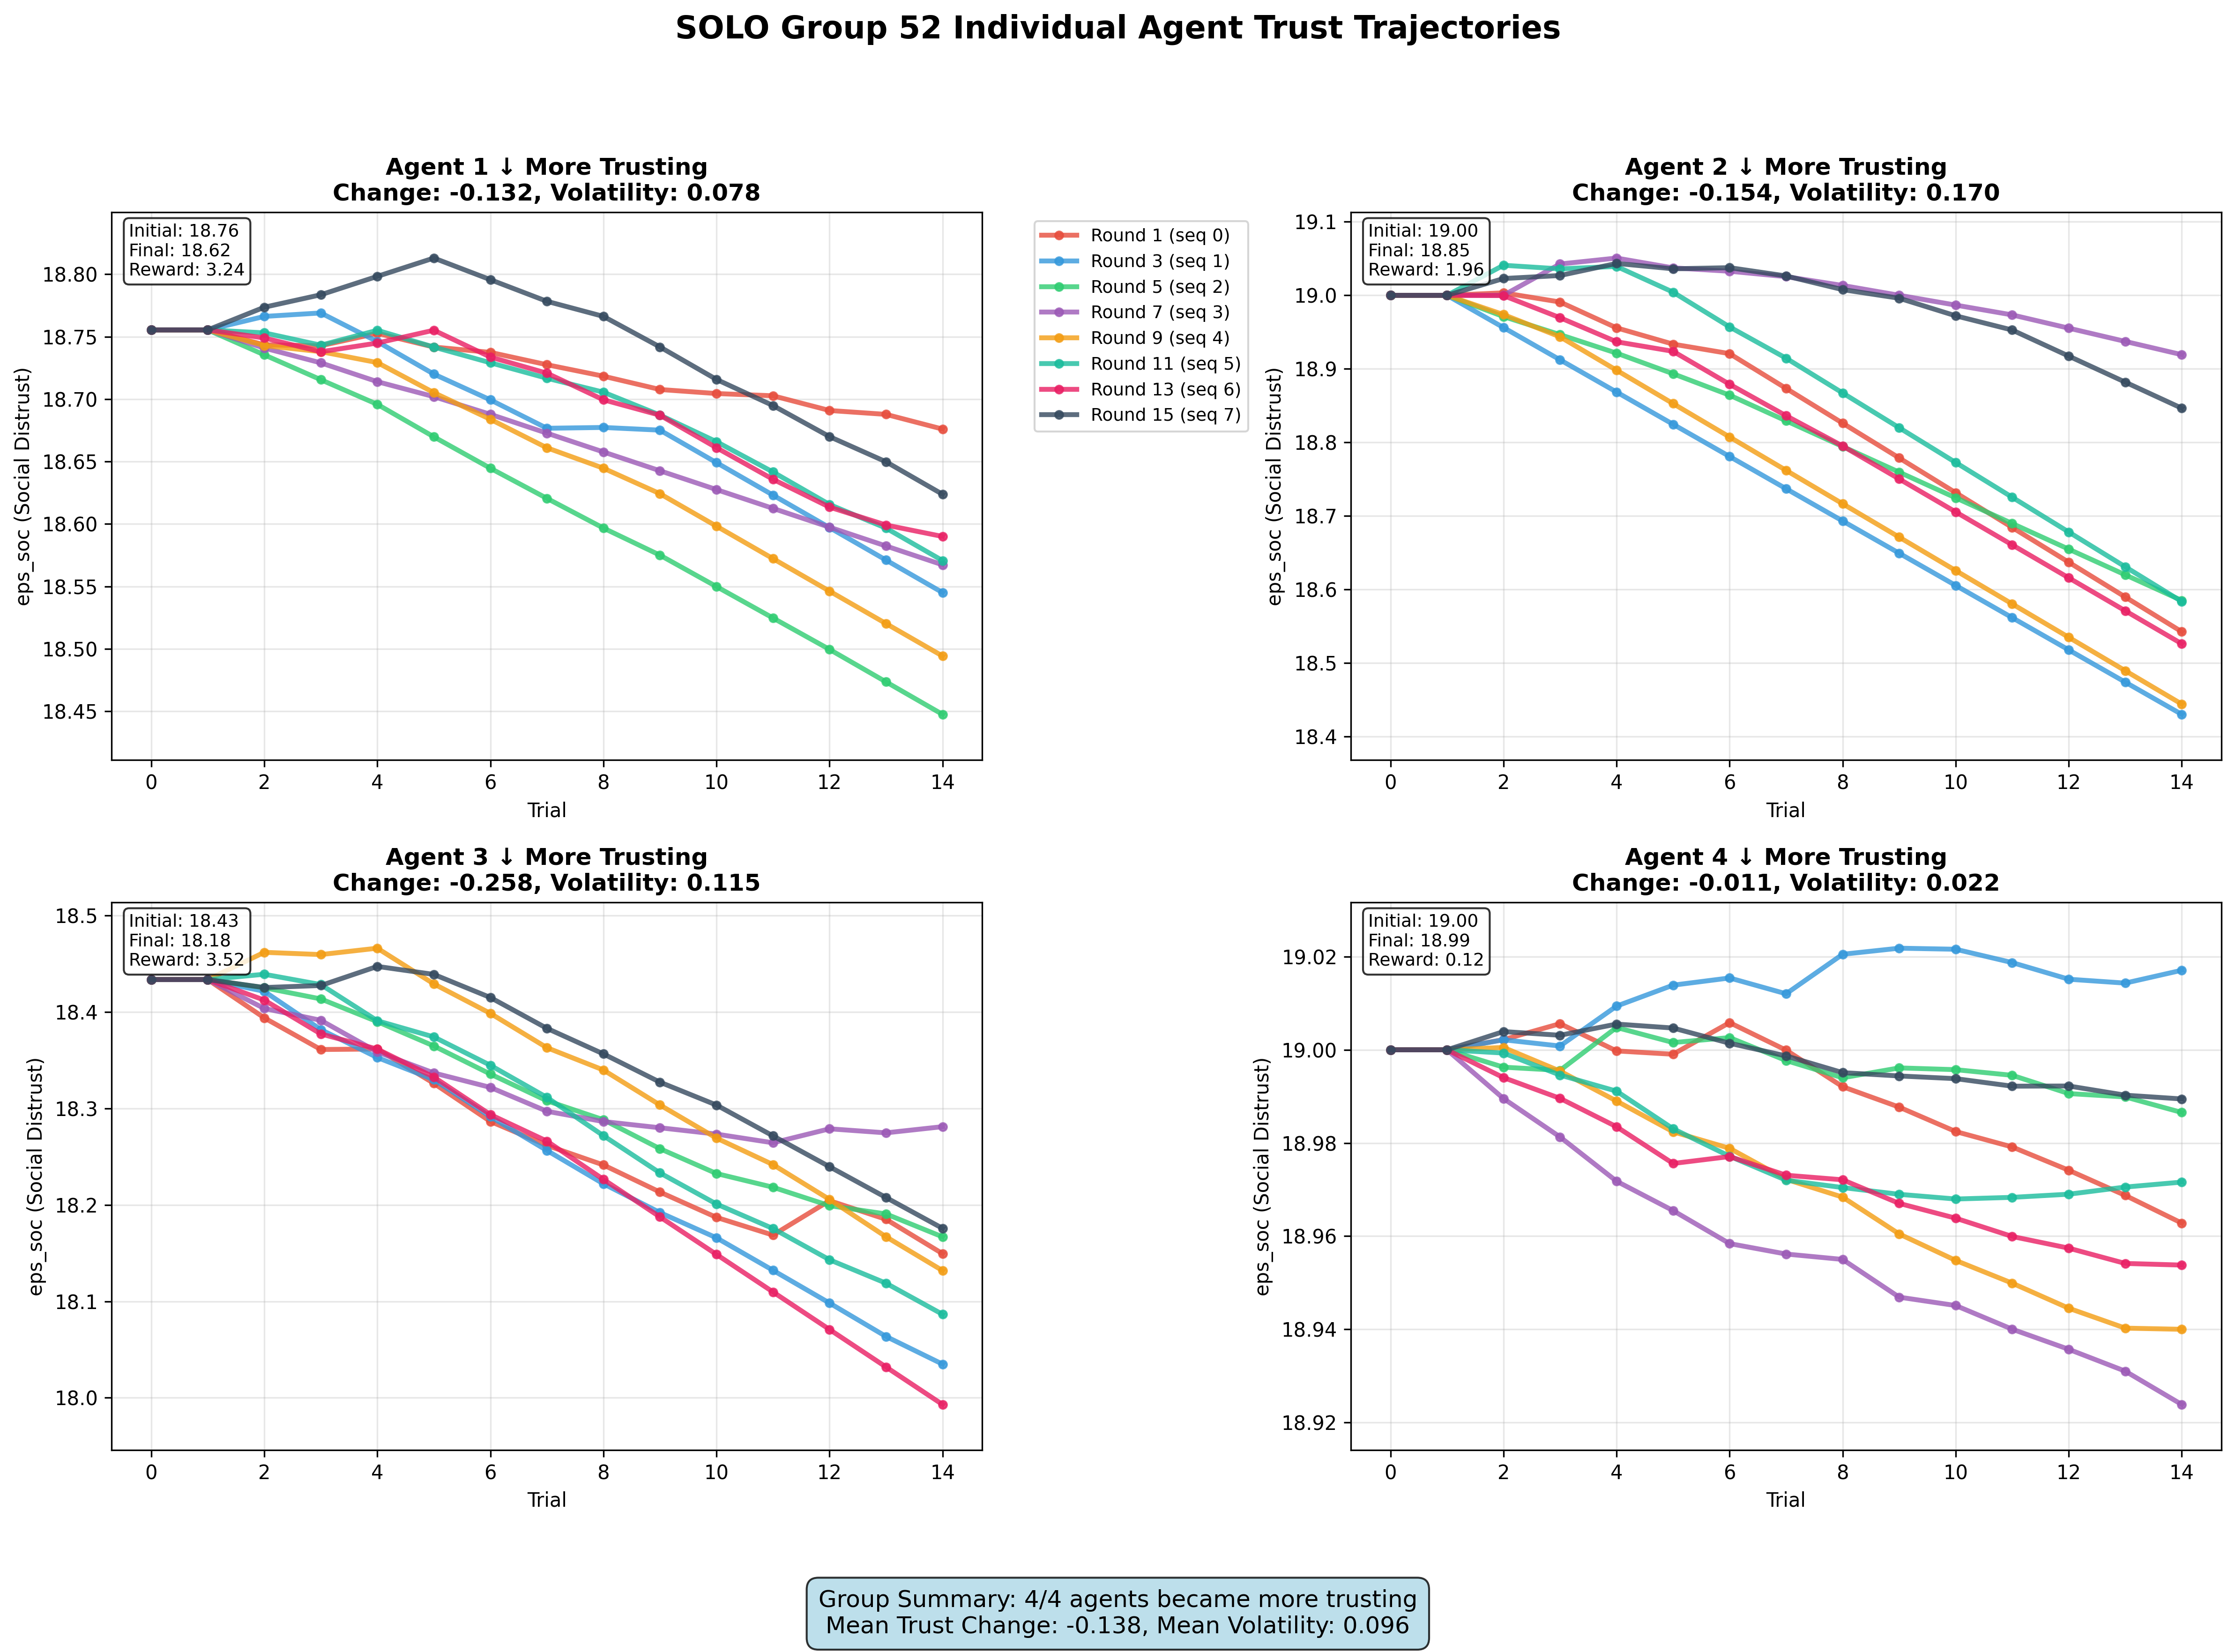 SOLO Group 52 Individual Agent Trust Trajectories
Agent 1 ↓ More Trusting
Change: -0.132, Volatility: 0.078
Initial: 18.76
Final: 18.62
Reward: 3.24
eps_soc (Social Distrust)
18.80
18.75
18.70
18.65
18.60
18.55
18.50
18.45
0 2 4 6 8 10 12 14
Trial
Round 1 (seq 0)
Round 3 (seq 1)
Round 5 (seq 2)
Round 7 (seq 3)
Round 9 (seq 4)
Round 11 (seq 5)
Round 13 (seq 6)
Round 15 (seq 7)
Agent 2 ↓ More Trusting
Change: -0.154, Volatility: 0.170
Initial: 19.00
Final: 18.85
Reward: 1.96
eps_soc (Social Distrust)
19.1
19.0
18.9
18.8
18.7
18.6
18.5
18.4
0 2 4 6 8 10 12 14
Trial
Agent 3 ↓ More Trusting
Change: -0.258, Volatility: 0.115
Initial: 18.43
Final: 18.18
Reward: 3.52
eps_soc (Social Distrust)
18.5
18.4
18.3
18.2
18.1
18.0
0 2 4 6 8 10 12 14
Trial
Agent 4 ↓ More Trusting
Change: -0.011, Volatility: 0.022
Initial: 19.00
Final: 18.99
Reward: 0.12
eps_soc (Social Distrust)
19.02
19.00
18.98
18.96
18.94
18.92
0 2 4 6 8 10 12 14
Trial
Group Summary: 4/4 agents became more trusting
Mean Trust Change: -0.138, Mean Volatility: 0.096